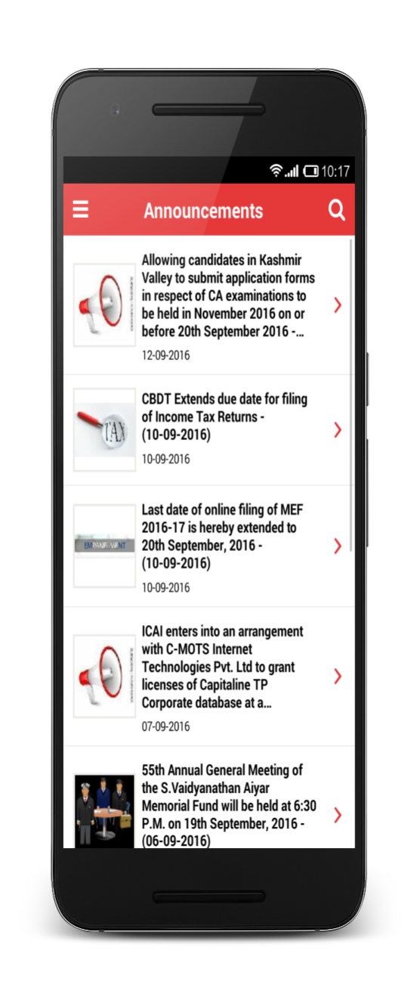 10:17
Announcements
Allowing candidates in Kashmir
Valley to submit application forms
in respect of CA examinations to
be held in November 2016 on or
before 20th September 2016 -...
12-09-2016
TAX
CBDT Extends due date for filing
of Income Tax Returns -
(10-09-2016)
10-09-2016
EMPANELMENT
Last date of online filing of MEF
2016-17 is hereby extended to
20th September, 2016 -
(10-09-2016)
10-09-2016
ICAI enters into an arrangement
with C-MOTS Internet
Technologies Pvt. Ltd to grant
licenses of Capitaline TP
Corporate database at a...
07-09-2016
55th Annual General Meeting of
the S.Vaidyanathan Aiyar
Memorial Fund will be held at 6:30
P.M. on 19th September, 2016 -
(06-09-2016)